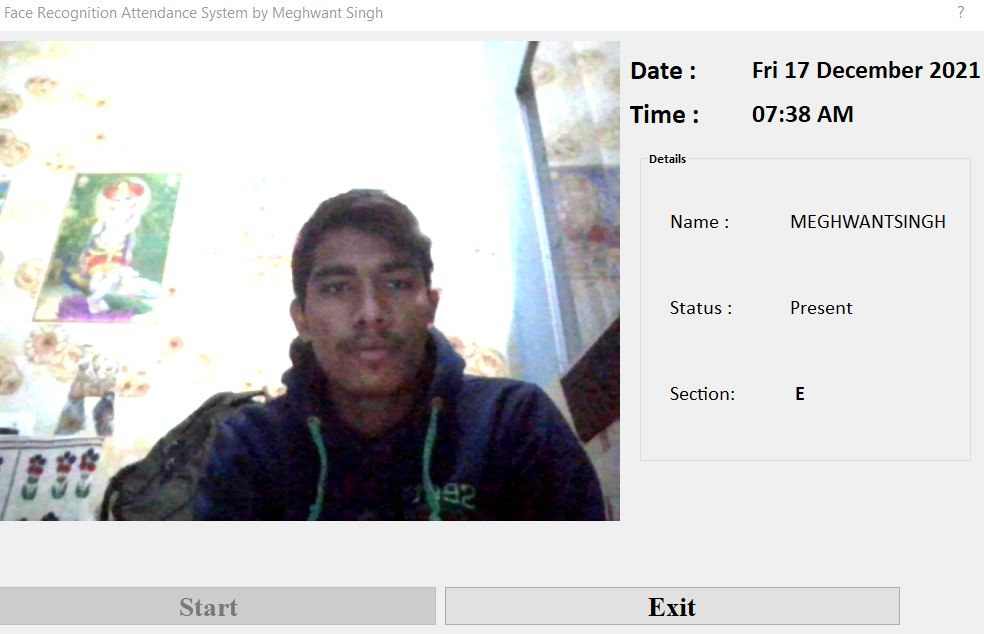 Face Recognition Attendance System by Meghwant Singh
?
Date : Fri 17 December 2021
Time : 07:38 AM
Details
Name : MEGHWANTSINGH
Status : Present
Section: E
Start
Exit